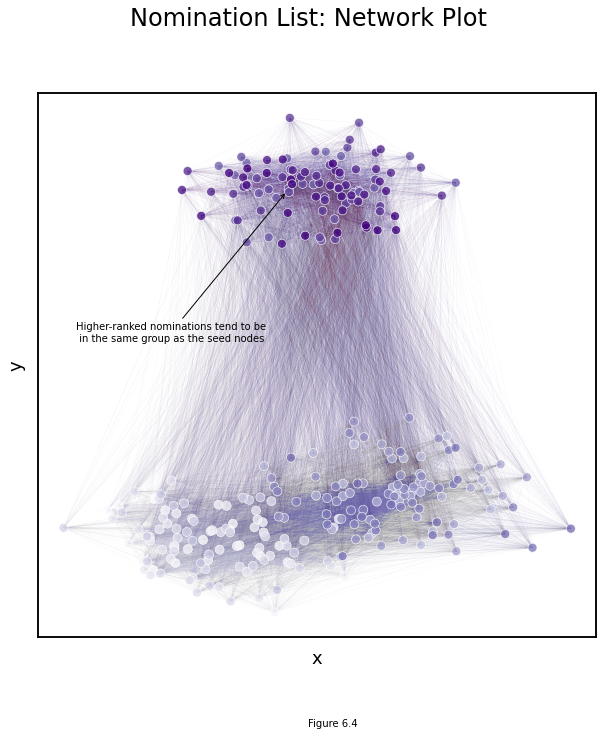 Nomination List: Network Plot
Higher-ranked nominations tend to be
in the same group as the seed nodes
y
x
Figure 6.4